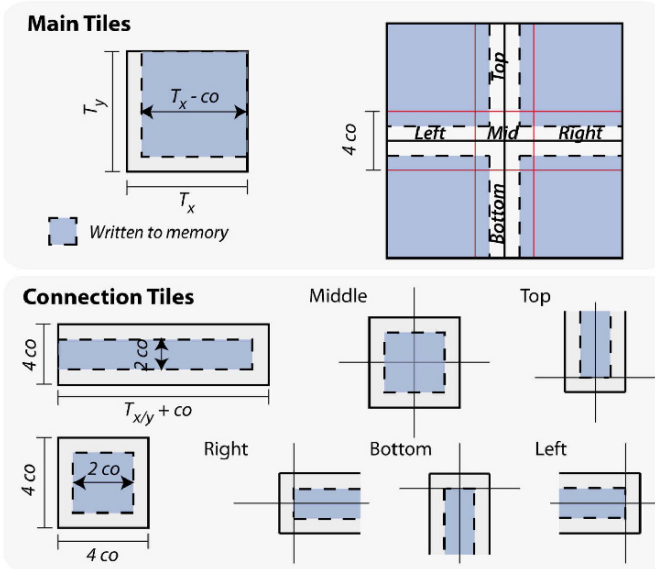 Main Tiles
T_y
T_x - co
T_x
Written to memory
4 co
Top
Left
Mid
Right
Bottom
Connection Tiles
4 co
2 co
T_x/y + co
4 co
2 co
4 co
Middle
Top
Right
Bottom
Left